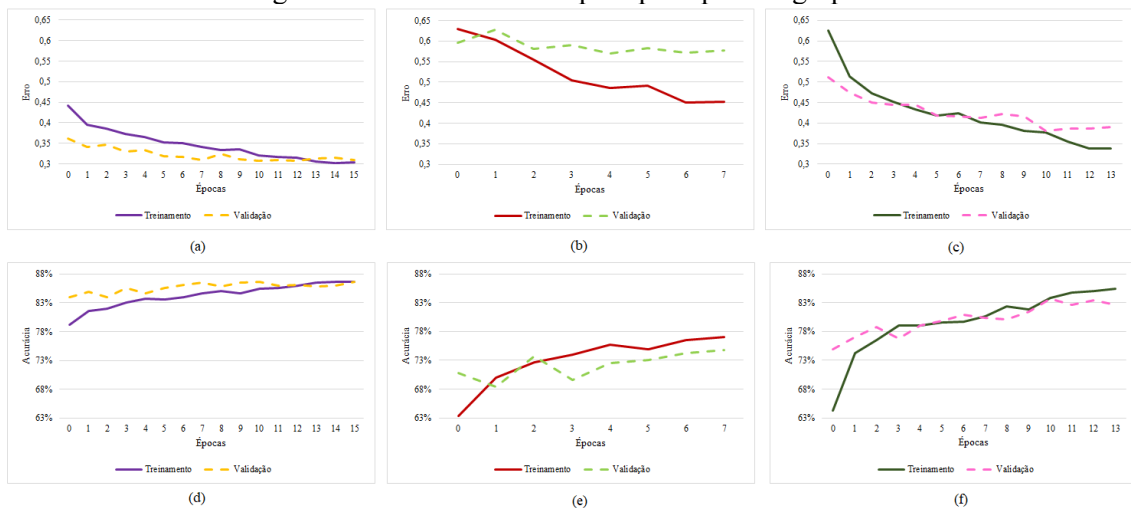 0,65
0,6
0,55
0,5
0,45
0,4
0,35
0,3
Erro
0 1 2 3 4 5 6 7 8 9 10 11 12 13 14 15
Épocas
Treinamento Validação
(a)
0,65
0,6
0,55
0,5
0,45
0,4
0,35
0,3
Erro
0 1 2 3 4 5 6 7
Épocas
Treinamento Validação
(b)
0,65
0,6
0,55
0,5
0,45
0,4
0,35
0,3
Erro
0 1 2 3 4 5 6 7 8 9 10 11 12 13
Épocas
Treinamento Validação
(c)
88%
83%
78%
73%
68%
63%
Acurácia
0 1 2 3 4 5 6 7 8 9 10 11 12 13 14 15
Épocas
Treinamento Validação
(d)
88%
83%
78%
73%
68%
63%
Acurácia
0 1 2 3 4 5 6 7
Épocas
Treinamento Validação
(e)
88%
83%
78%
73%
68%
63%
Acurácia
0 1 2 3 4 5 6 7 8 9 10 11 12 13
Épocas
Treinamento Validação
(f)